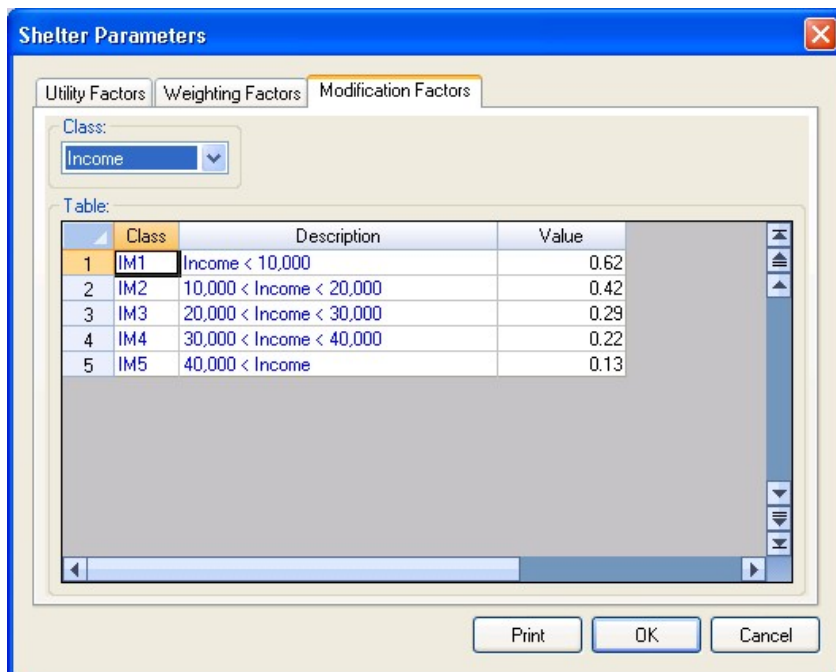 Shelter Parameters
Utility Factors Weighting Factors Modification Factors
Class:
Income
Table:
Class Description Value
1 IM1 Income < 10,000 0.62
2 IM2 10,000 < Income < 20,000 0.42
3 IM3 20,000 < Income < 30,000 0.29
4 IM4 30,000 < Income < 40,000 0.22
5 IM5 40,000 < Income 0.13
Print OK Cancel